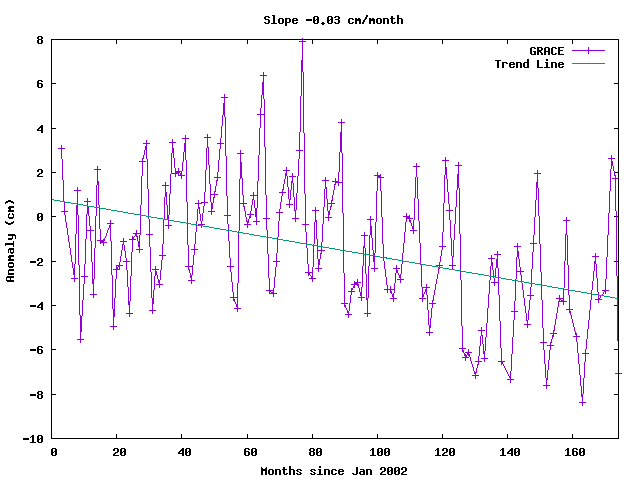 Slope -0.03 cm/month
GRACE
Trend Line
8
6
4
2
0
-2
-4
-6
-8
-10
Anomaly (cm)
0 20 40 60 80 100 120 140 160
Months since Jan 2002